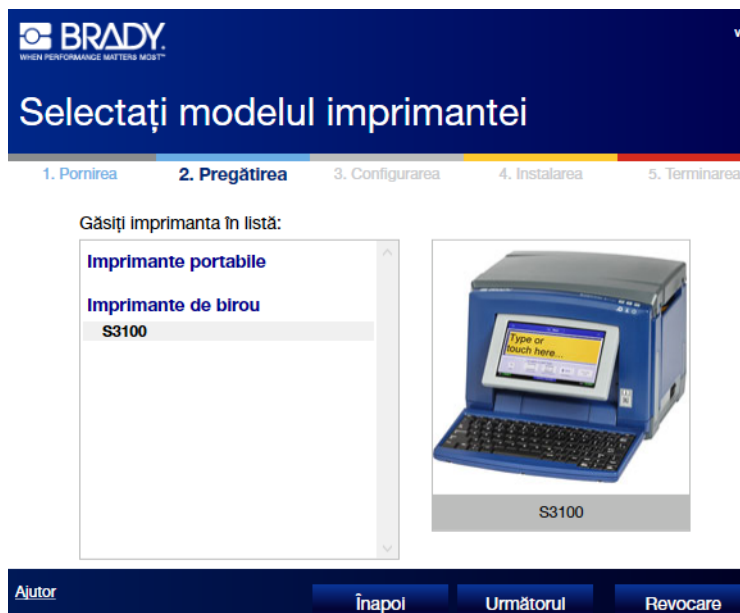 BRADY.
WHEN PERFORMANCE MATTERS MOST™
v
Selectați modelul imprimantei
1. Pornirea 2. Pregătirea 3. Configurarea 4. Instalarea 5. Terminarea
Găsiți imprimanta în listă:
Imprimante portabile
Imprimante de birou
S3100
Type or
touch here...
S3100
Ajutor Înapoi Următorul Revocare